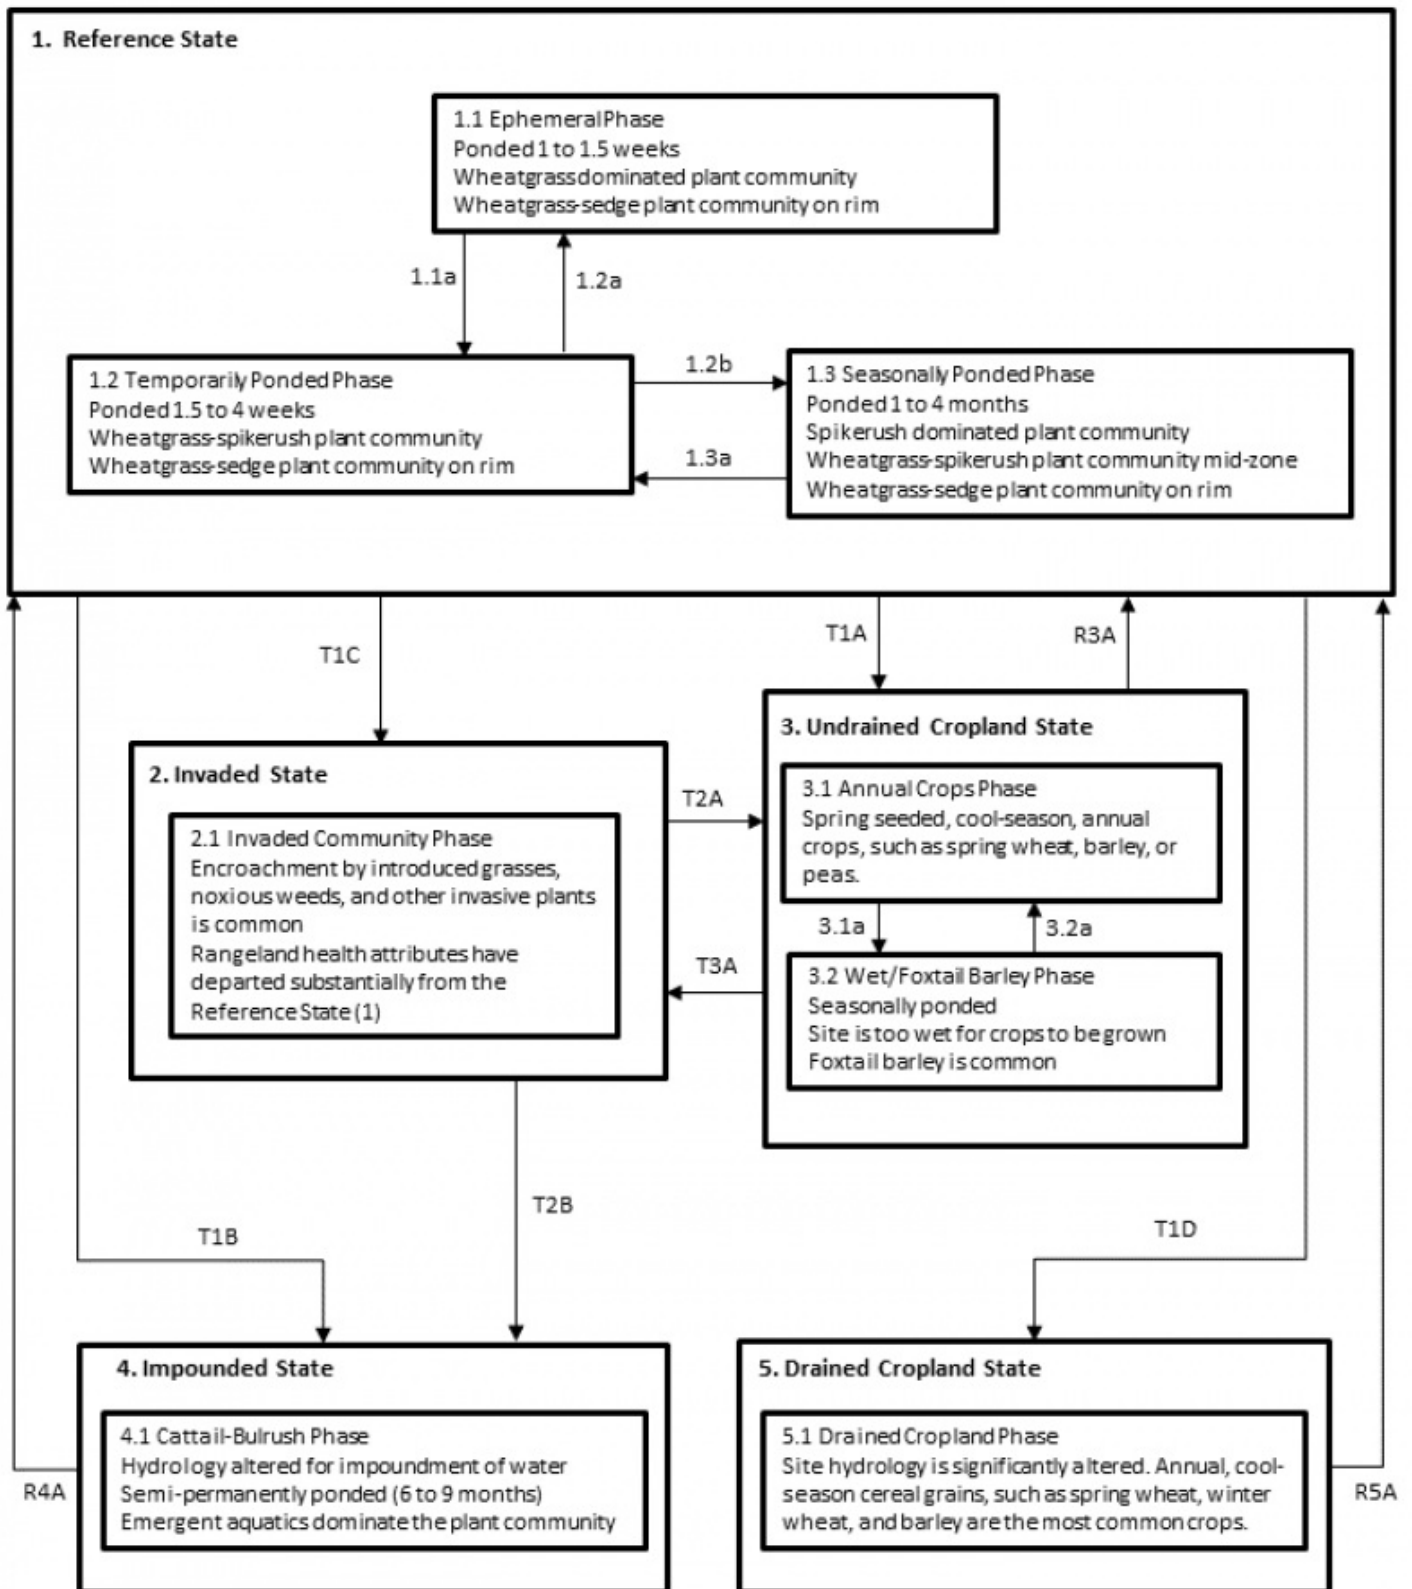 1. Reference State
1.1 Ephemeral Phase
Ponded 1 to 1.5 weeks
Wheatgrass dominated plant community
Wheatgrass-sedge plant community on rim
1.1a
1.2a
1.2 Temporarily Ponded Phase
Ponded 1.5 to 4 weeks
Wheatgrass-spikerush plant community
Wheatgrass-sedge plant community on rim
1.2b
1.3a
1.3 Seasonally Ponded Phase
Ponded 1 to 4 months
Spikerush dominated plant community
Wheatgrass-spikerush plant community mid-zone
Wheatgrass-sedge plant community on rim
T1C
T1A
R3A
2. Invaded State
2.1 Invaded Community Phase
Encroachment by introduced grasses,
noxious weeds, and other invasive plants
is common
Rangeland health attributes have
departed substantially from the
Reference State (1)
T2A
T3A
3. Undrained Cropland State
3.1 Annual Crops Phase
Spring seeded, cool-season, annual
crops, such as spring wheat, barley, or
peas.
3.1a
3.2a
3.2 Wet/Foxtail Barley Phase
Seasonally ponded
Site is too wet for crops to be grown
Foxtail barley is common
T2B
T1B
T1D
4. Impounded State
4.1 Cattail-Bulrush Phase
Hydrology altered for impoundment of water
Semi-permanently ponded (6 to 9 months)
Emergent aquatics dominate the plant community
R4A
5. Drained Cropland State
5.1 Drained Cropland Phase
Site hydrology is significantly altered. Annual, cool-
season cereal grains, such as spring wheat, winter
wheat, and barley are the most common crops.
R5A